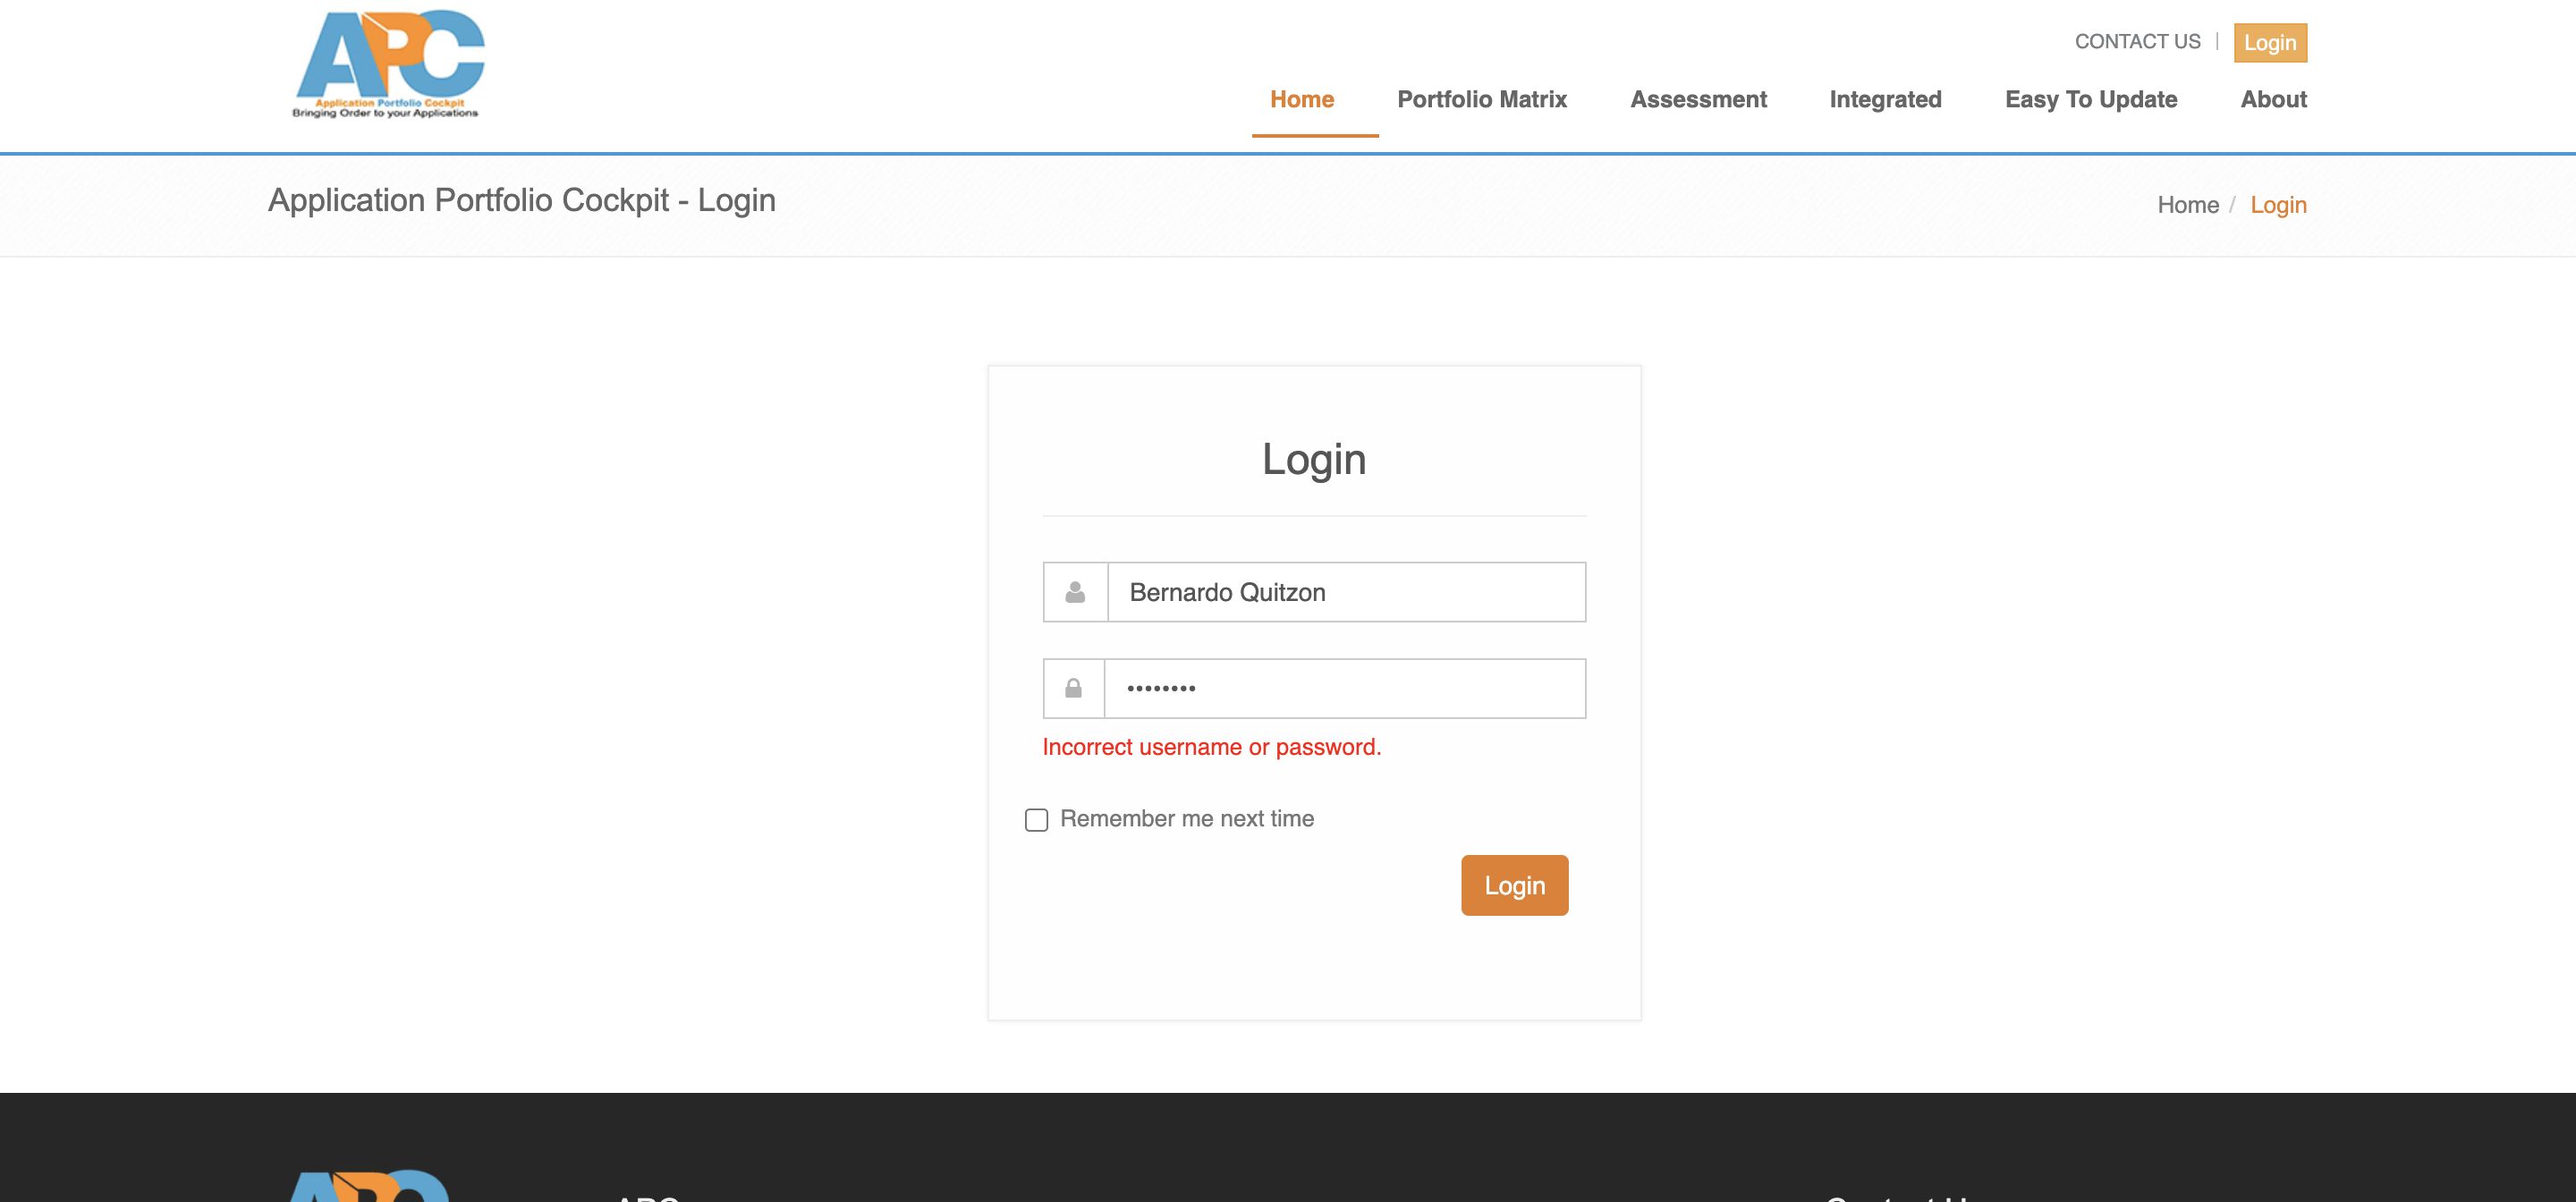 APC
Application Portfolio Cockpit
Bringing Order to your Applications
CONTACT US | Login
Home Portfolio Matrix Assessment Integrated Easy To Update About
Application Portfolio Cockpit - Login
Home / Login
Login
Bernardo Quitzon
••••••••
Incorrect username or password.
Remember me next time
Login
APC